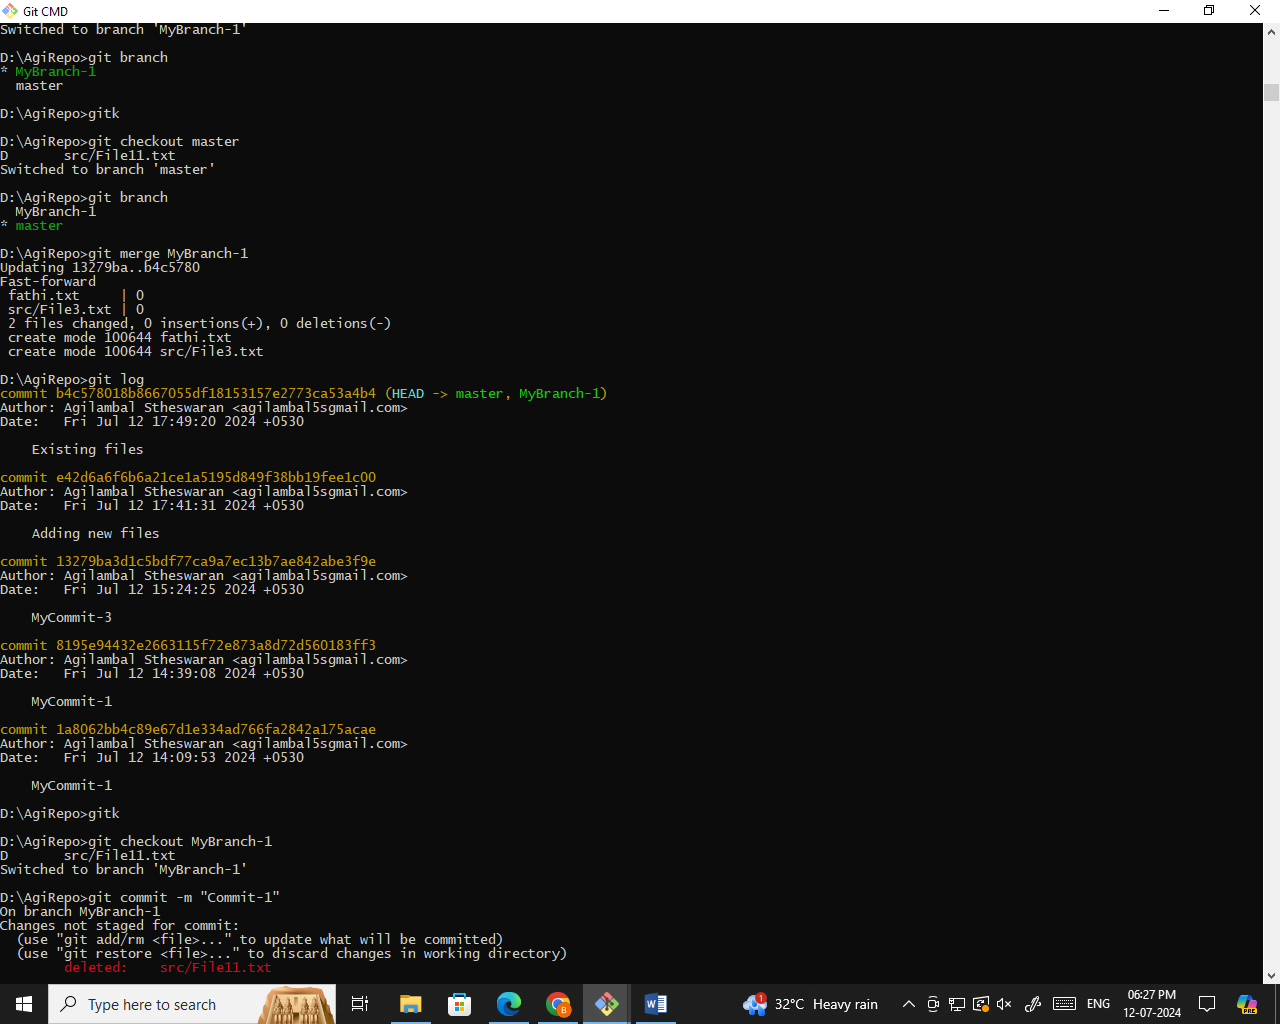 Git CMD
Switched to branch 'MyBranch-1'
D:\AgiRepo>git branch
* MyBranch-1
master
D:\AgiRepo>gitk
D:\AgiRepo>git checkout master
D       src/File11.txt
Switched to branch 'master'
D:\AgiRepo>git branch
MyBranch-1
* master
D:\AgiRepo>git merge MyBranch-1
Updating 13279ba..b4c5780
Fast-forward
fathi.txt     | 0
src/File3.txt | 0
2 files changed, 0 insertions(+), 0 deletions(-)
create mode 100644 fathi.txt
create mode 100644 src/File3.txt
D:\AgiRepo>git log
commit b4c578018b8667055df18153157e2773ca53a4b4 (HEAD -> master, MyBranch-1)
Author: Agilambal Stheswaran <agilambal5sgmail.com>
Date:   Fri Jul 12 17:49:20 2024 +0530
Existing files
commit e42d6a6f6b6a21ce1a5195d849f38bb19fee1c00
Author: Agilambal Stheswaran <agilambal5sgmail.com>
Date:   Fri Jul 12 17:41:31 2024 +0530
Adding new files
commit 13279ba3d1c5bdf77ca9a7ec13b7ae842abe3f9e
Author: Agilambal Stheswaran <agilambal5sgmail.com>
Date:   Fri Jul 12 15:24:25 2024 +0530
MyCommit-3
commit 8195e94432e2663115f72e873a8d72d560183ff3
Author: Agilambal Stheswaran <agilambal5sgmail.com>
Date:   Fri Jul 12 14:39:08 2024 +0530
MyCommit-1
commit 1a8062bb4c89e67d1e334ad766fa2842a175acae
Author: Agilambal Stheswaran <agilambal5sgmail.com>
Date:   Fri Jul 12 14:09:53 2024 +0530
MyCommit-1
D:\AgiRepo>gitk
D:\AgiRepo>git checkout MyBranch-1
D       src/File11.txt
Switched to branch 'MyBranch-1'
D:\AgiRepo>git commit -m "Commit-1"
On branch MyBranch-1
Changes not staged for commit:
(use "git add/rm <file>..." to update what will be committed)
(use "git restore <file>..." to discard changes in working directory)
deleted:    src/File11.txt
Type here to search
B
W
1
32°C Heavy rain
ENG
06:27 PM
12-07-2024
PRE